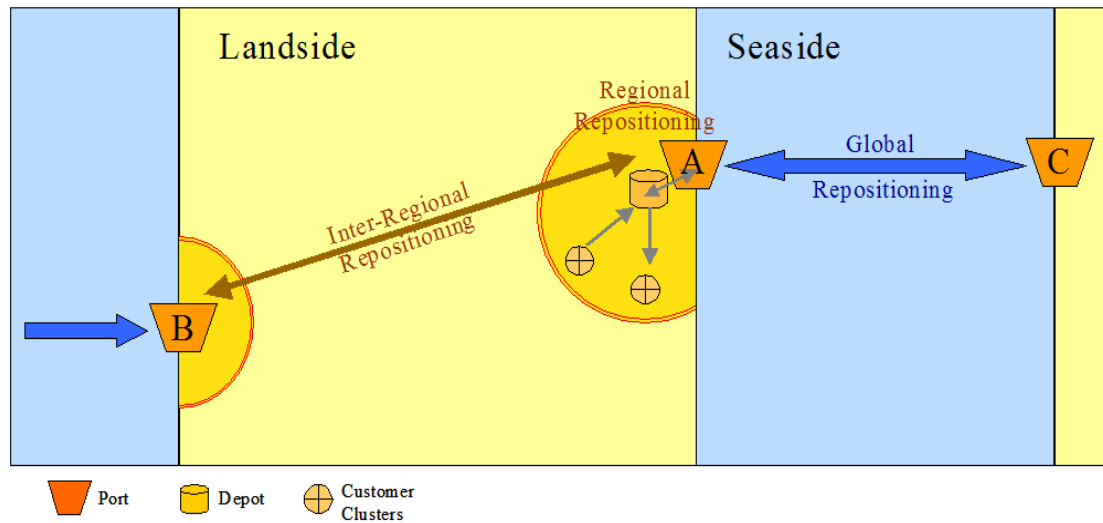 Landside
Seaside
Regional
Repositioning
A
Global
Repositioning
C
Inter-Regional
Repositioning
B
Port
Depot
Customer
Clusters